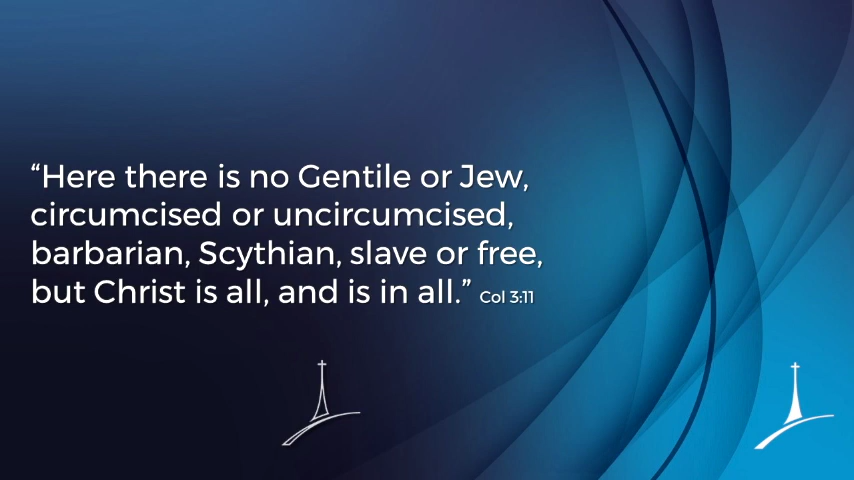 “Here there is no Gentile or Jew,
circumcised or uncircumcised,
barbarian, Scythian, slave or free,
but Christ is all, and is in all.” Col 3:11